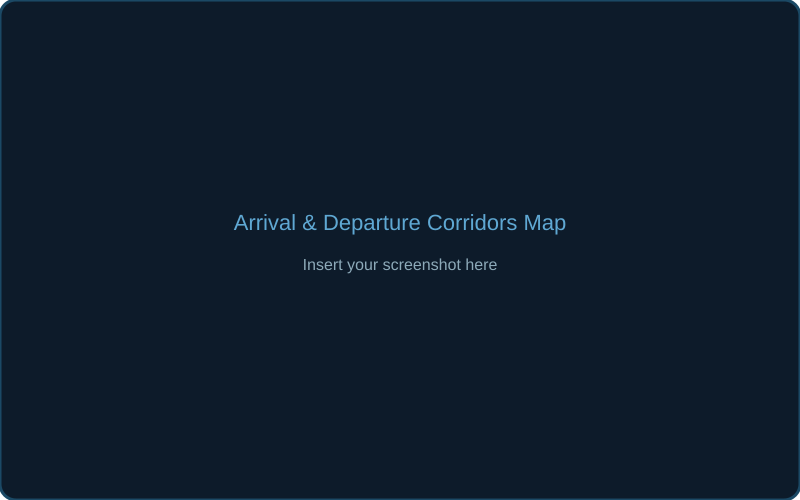 Arrival & Departure Corridors Map
Insert your screenshot here